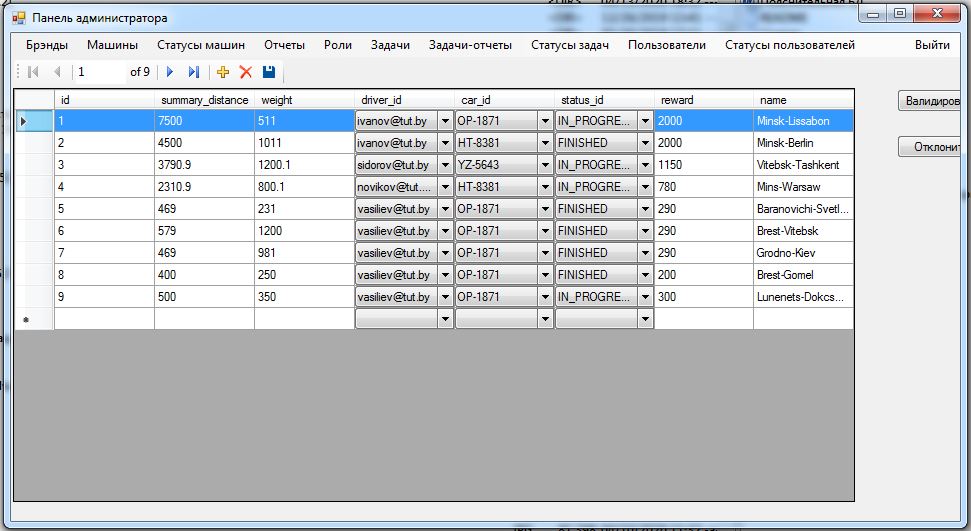 Панель администратора
Брэнды Машины Статусы машин Отчеты Роли Задачи Задачи-отчеты Статусы задач Пользователи Статусы пользователей Выйти
1 of 9
id summary_distance weight driver_id car_id status_id reward name
1 7500 511 ivanov@tut.by OP-1871 IN_PROGRE... 2000 Minsk-Lissabon
2 4500 1011 ivanov@tut.by HT-8381 FINISHED 2000 Minsk-Berlin
3 3790.9 1200.1 sidorov@tut.by YZ-5643 IN_PROGRE... 1150 Vitebsk-Tashkent
4 2310.9 800.1 novikov@tut.... HT-8381 IN_PROGRE... 780 Mins-Warsaw
5 469 231 vasiliev@tut.by OP-1871 FINISHED 290 Baranovichi-Svetl...
6 579 1200 vasiliev@tut.by OP-1871 FINISHED 290 Brest-Vitebsk
7 469 981 vasiliev@tut.by OP-1871 FINISHED 290 Grodno-Kiev
8 400 250 vasiliev@tut.by OP-1871 FINISHED 200 Brest-Gomel
9 500 350 vasiliev@tut.by OP-1871 IN_PROGRE... 300 Lunenets-Dokcs...
Валидиров
Отклонит